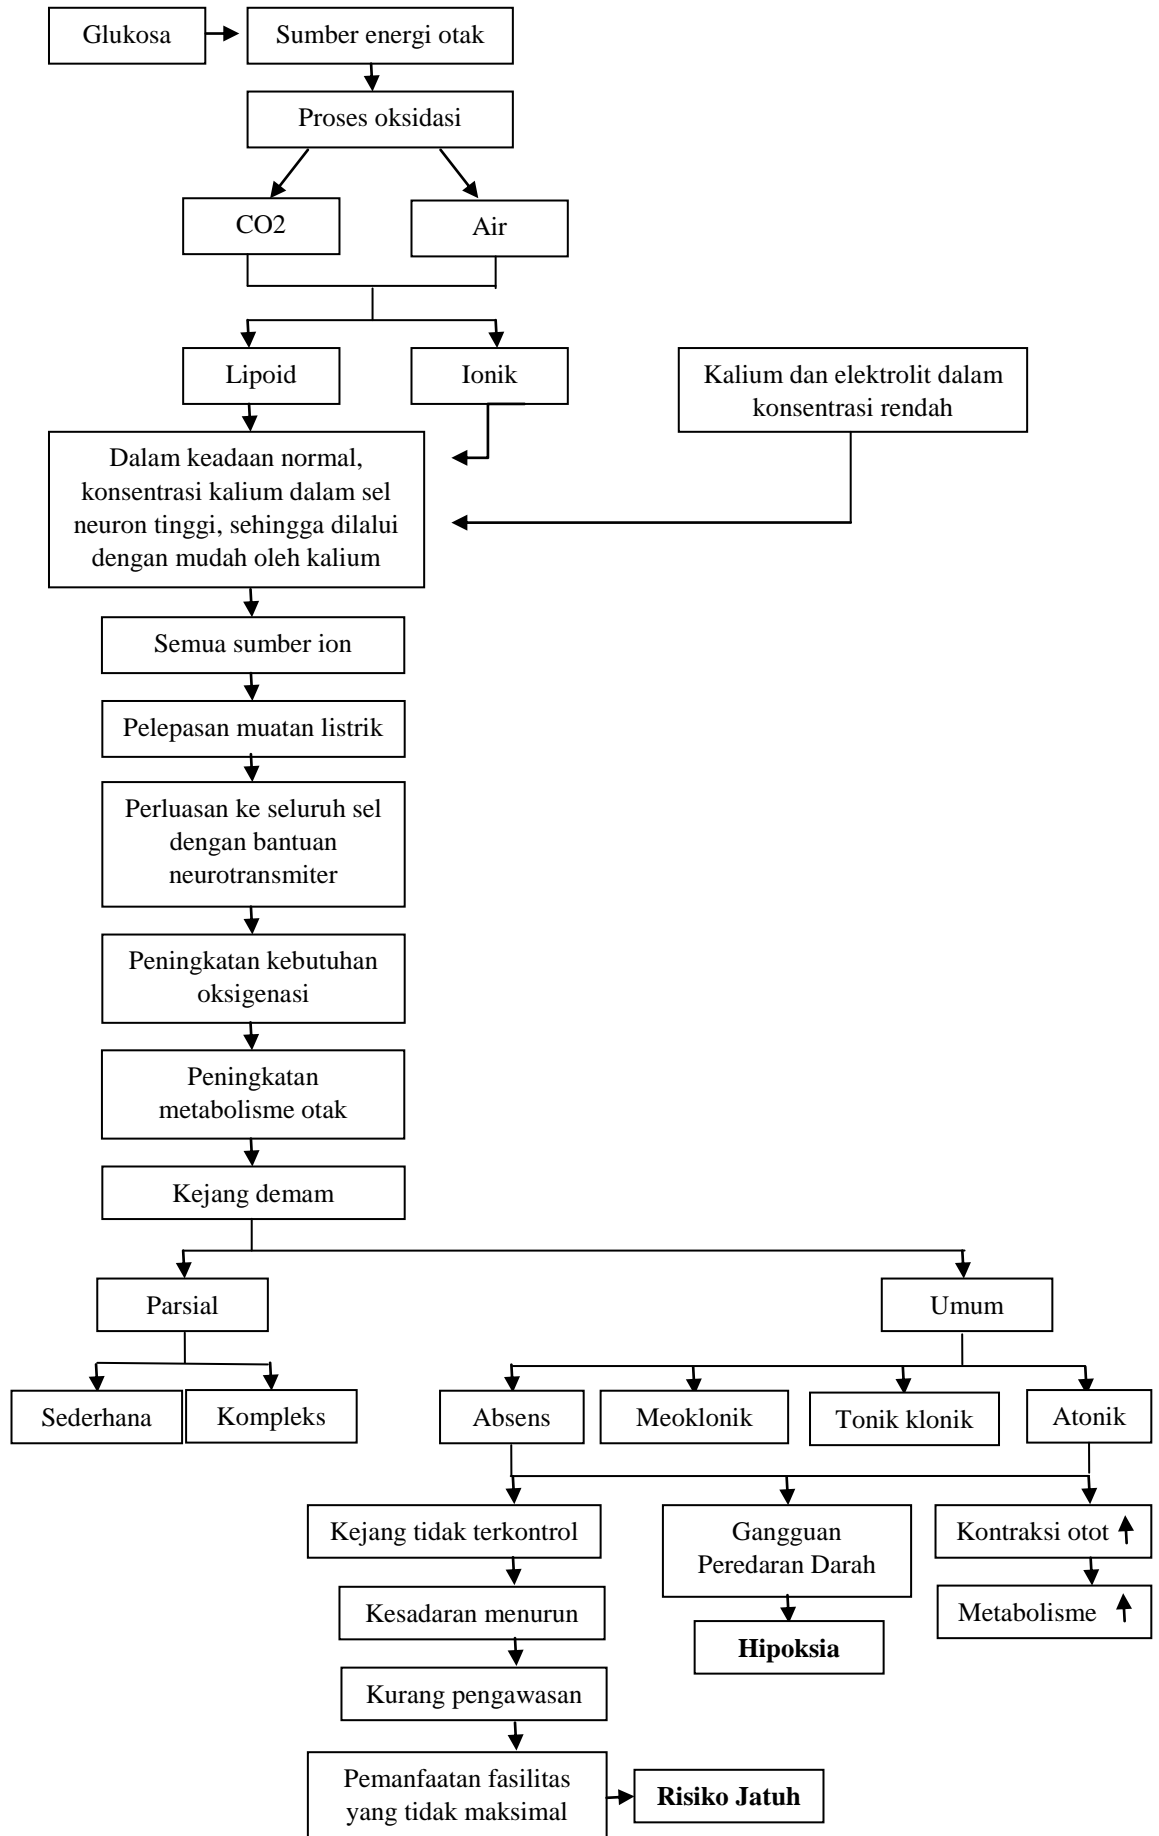 Glukosa
Sumber energi otak
Proses oksidasi
CO2
Air
Lipoid
Ionik
Kalium dan elektrolit dalam
konsentrasi rendah
Dalam keadaan normal,
konsentrasi kalium dalam sel
neuron tinggi, sehingga dilalui
dengan mudah oleh kalium
Semua sumber ion
Pelepasan muatan listrik
Perluasan ke seluruh sel
dengan bantuan
neurotransmiter
Peningkatan kebutuhan
oksigenasi
Peningkatan
metabolisme otak
Kejang demam
Parsial
Umum
Sederhana
Kompleks
Absens
Meoklonik
Tonik klonik
Atonik
Kejang tidak terkontrol
Gangguan
Peredaran Darah
Kontraksi otot
Kesadaran menurun
Hipoksia
Metabolisme
Kurang pengawasan
Pemanfaatan fasilitas
yang tidak maksimal
Risiko Jatuh